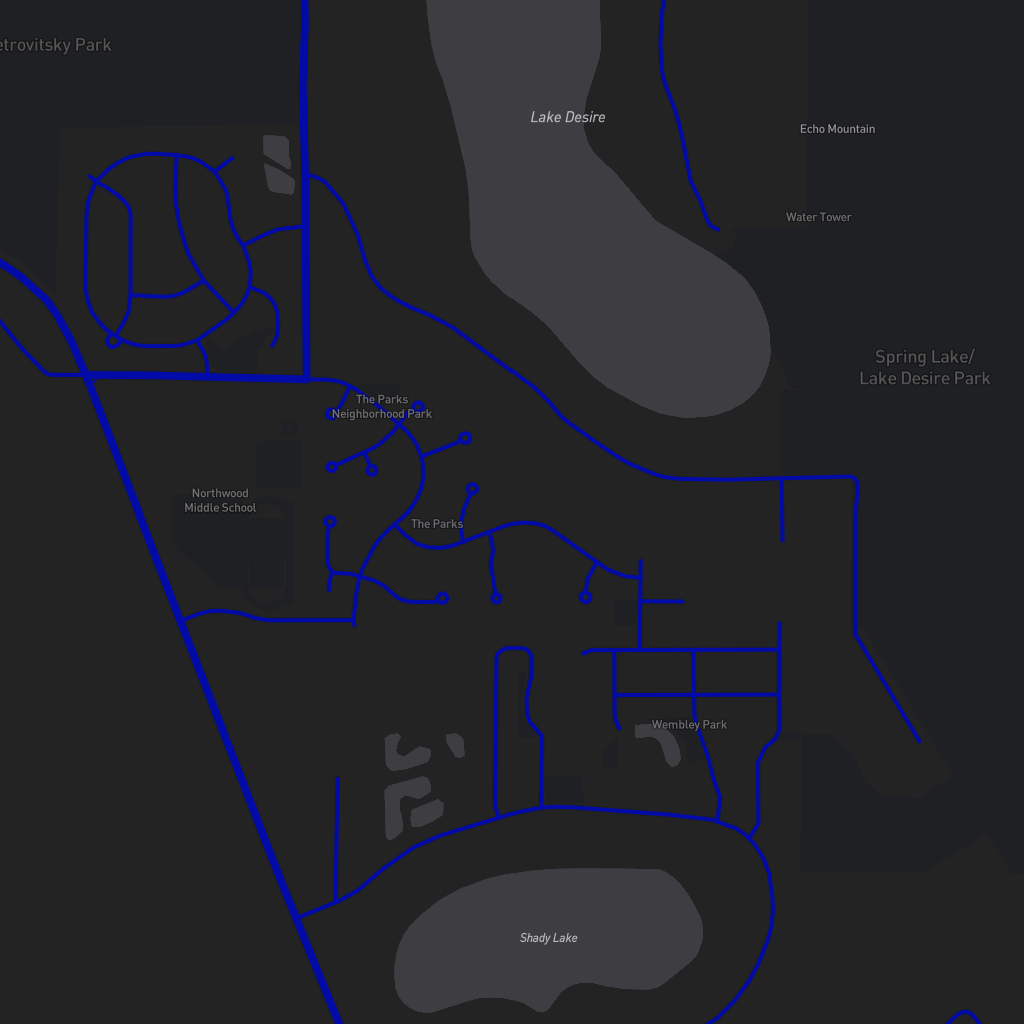 etrovitsky Park
Lake Desire
Echo Mountain
Water Tower
Spring Lake/
Lake Desire Park
The Parks
Neighborhood Park
Northwood
Middle School
The Parks
Wembley Park
Shady Lake